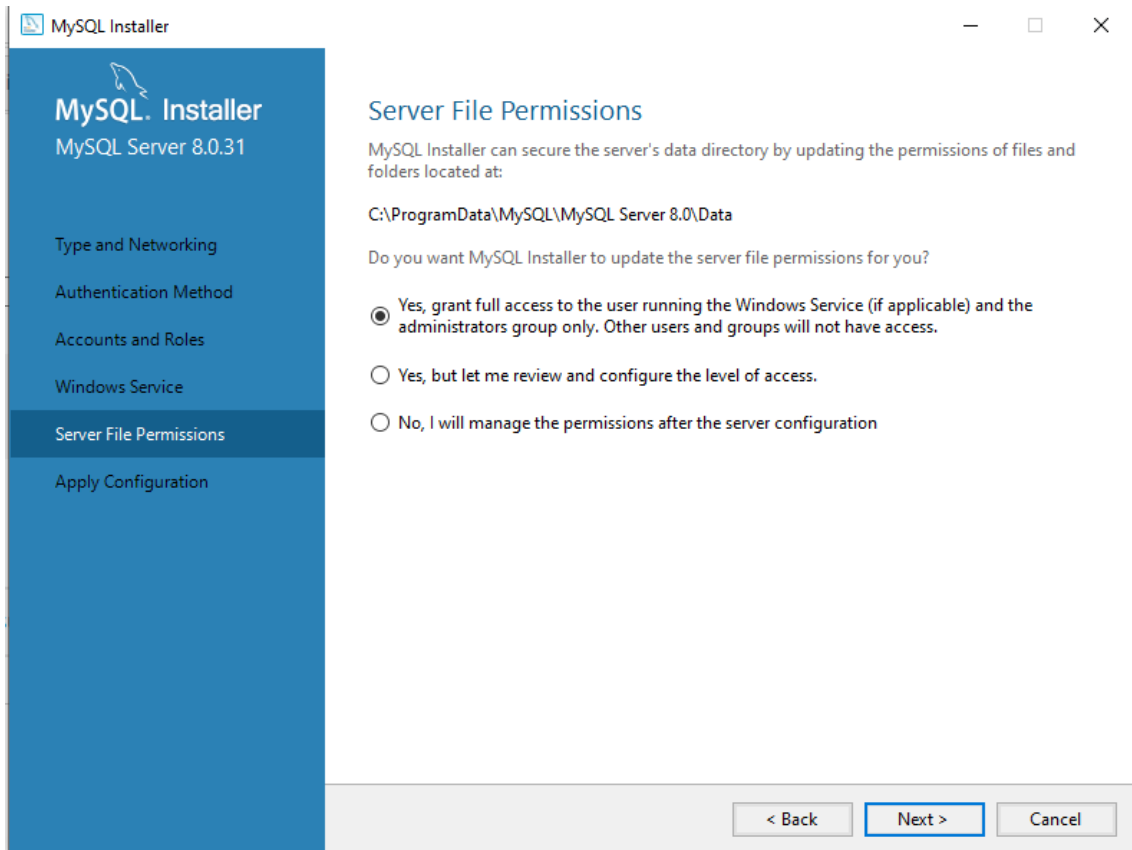 MySQL Installer
MySQL. Installer
MySQL Server 8.0.31
Type and Networking
Authentication Method
Accounts and Roles
Windows Service
Server File Permissions
Apply Configuration
Server File Permissions
MySQL Installer can secure the server's data directory by updating the permissions of files and
folders located at:
C:\ProgramData\MySQL\MySQL Server 8.0\Data
Do you want MySQL Installer to update the server file permissions for you?
Yes, grant full access to the user running the Windows Service (if applicable) and the
administrators group only. Other users and groups will not have access.
Yes, but let me review and configure the level of access.
No, I will manage the permissions after the server configuration
< Back
Next >
Cancel